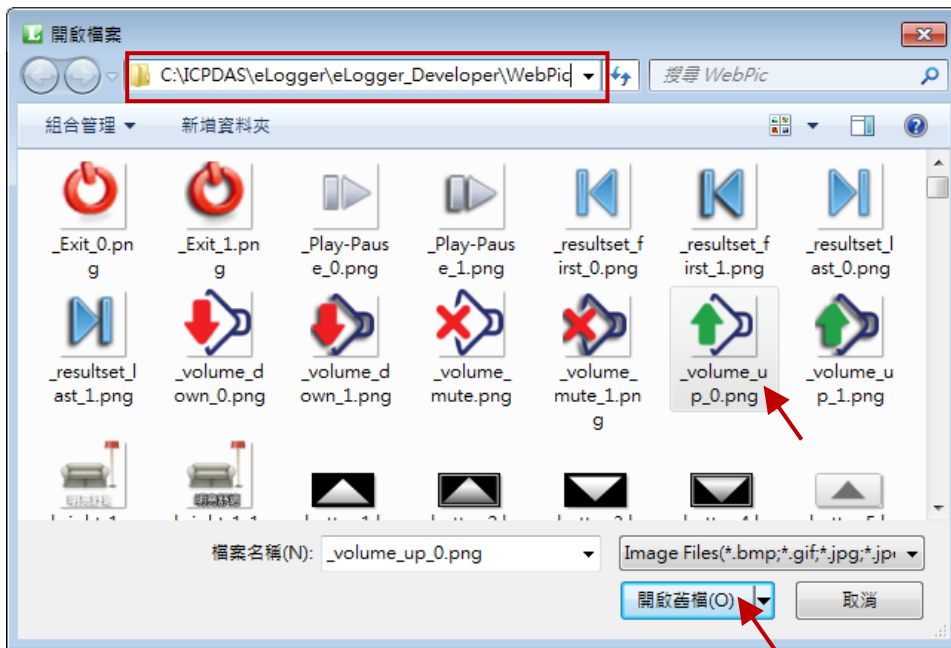 開啟檔案
C:\ICPDAS\eLogger\eLogger_Developer\WebPic
搜尋 WebPic
組合管理
新增資料夾
_Exit_0.pn
g
_Exit_1.pn
g
_Play-Paus
e_0.png
_Play-Paus
e_1.png
_resultset_f
irst_0.png
_resultset_f
irst_1.png
_resultset_l
ast_0.png
_resultset_l
ast_1.png
_volume_d
own_0.png
_volume_d
own_1.png
_volume_
mute.png
_volume_
mute_1.pn
g
_volume_u
p_0.png
_volume_u
p_1.png
檔案名稱(N):
_volume_up_0.png
Image Files(*.bmp;*.gif;*.jpg;*.jp
開啟舊檔(O)
取消